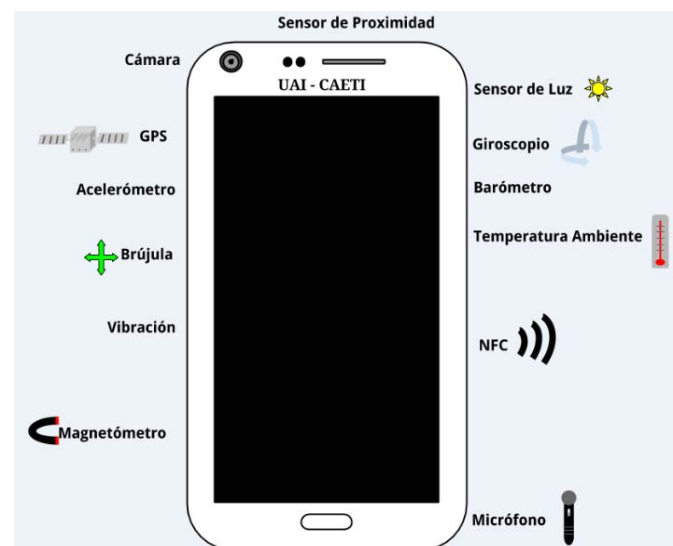 Sensor de Proximidad
Cámara
UAI - CAETI
Sensor de Luz
GPS
Giroscopio
Acelerómetro
Barómetro
Temperatura Ambiente
Brújula
Vibración
NFC
Magnetómetro
Micrófono